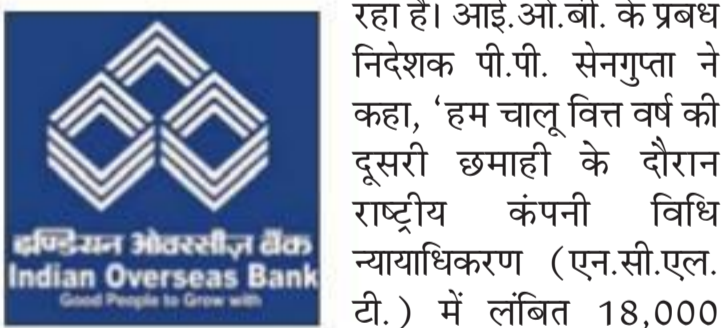 इण्डियन ओवरसीज़ बैंक
Indian Overseas Bank
Good People to Grow with
रहा है। आई.ओ.बी. के प्रबंध
निदेशक पी.पी. सेनगुप्ता ने
कहा, ‘हम चालू वित्त वर्ष की
दूसरी छमाही के दौरान
राष्ट्रीय कंपनी विधि
न्यायाधिकरण (एन.सी.एल.
टी.) में लंबित 18,000